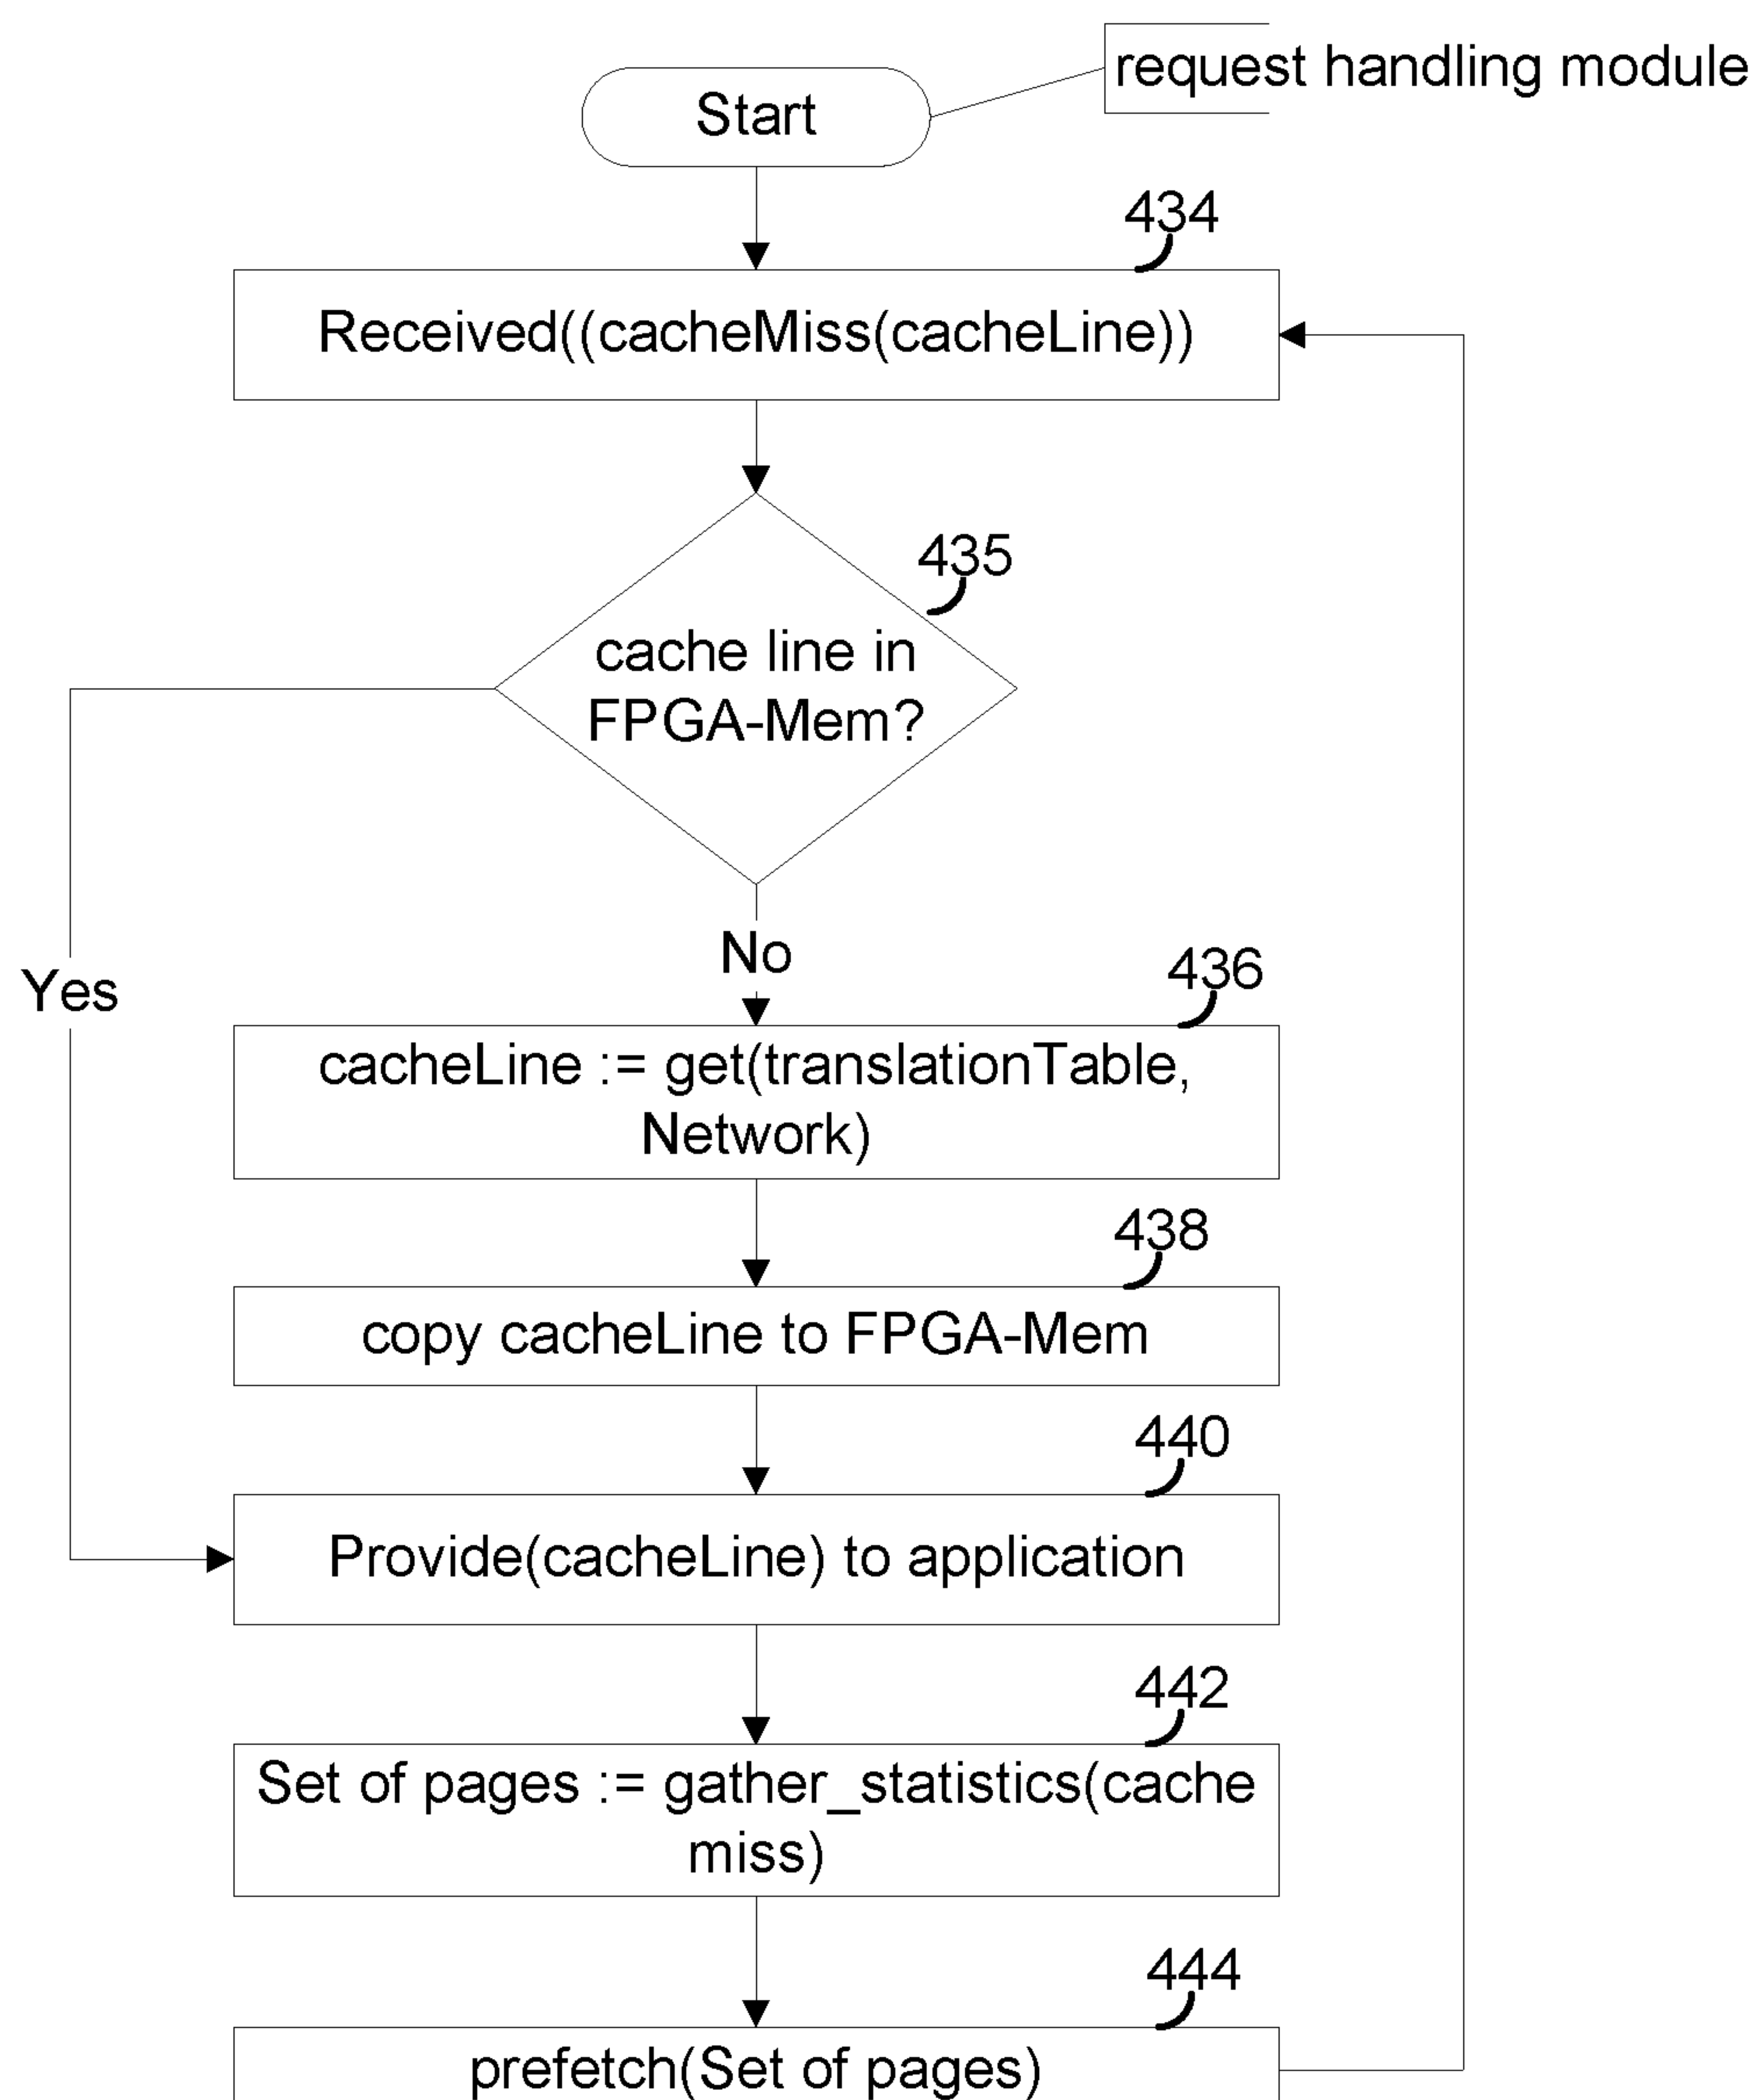 request handling module
Start
434
Received((cacheMiss(cacheLine))
435
cache line in
FPGA-Mem?
No
Yes
436
cacheLine := get(translationTable,
Network)
438
copy cacheLine to FPGA-Mem
440
Provide(cacheLine) to application
442
Set of pages := gather_statistics(cache
miss)
444
prefetch(Set of pages)